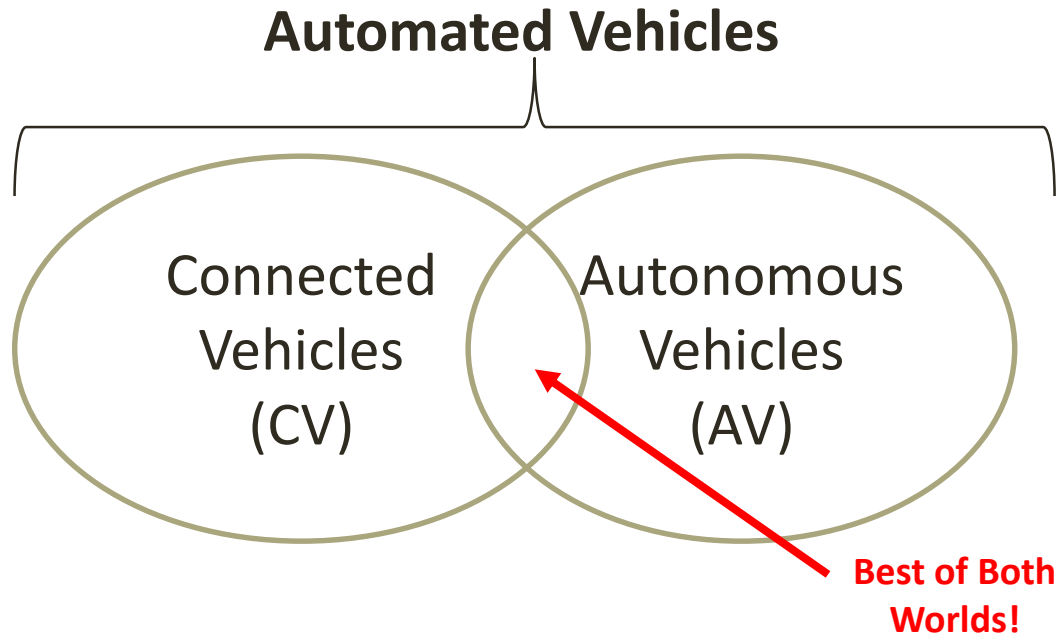 Automated Vehicles
Connected
Vehicles
(CV)
Autonomous
Vehicles
(AV)
Best of Both
Worlds!